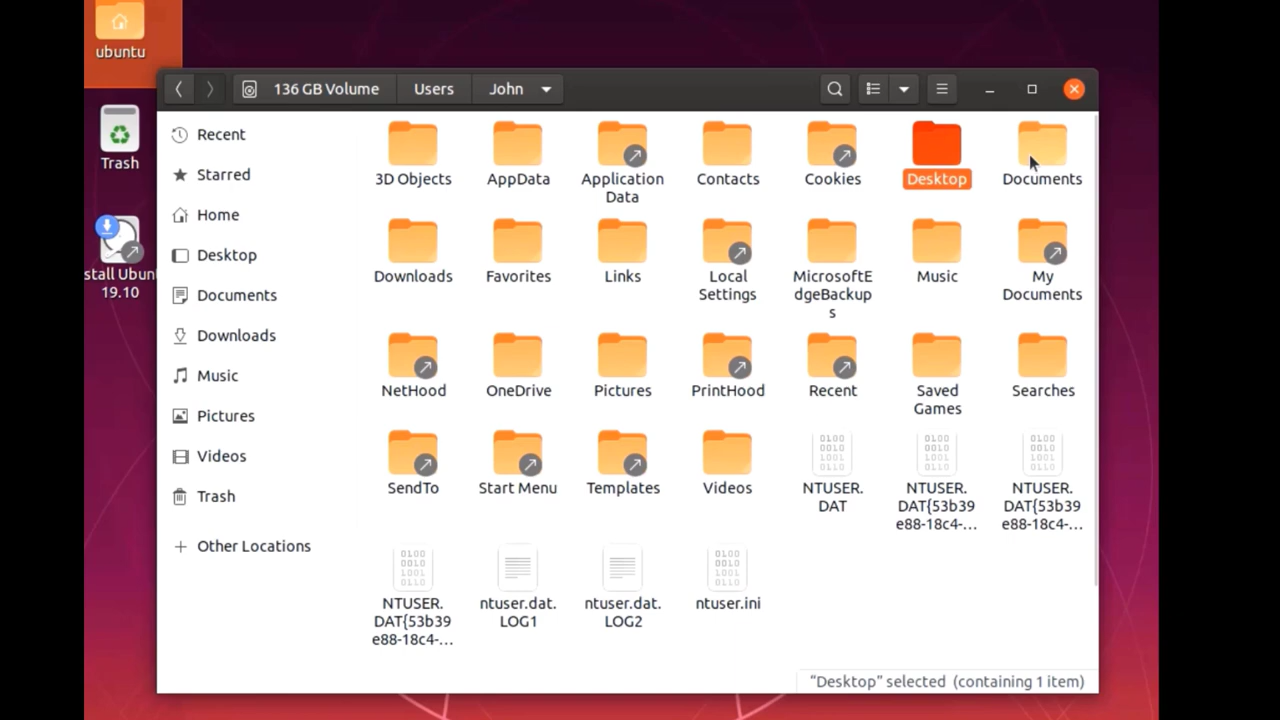 ubuntu
Trash
stall Ubunt
19.10
136 GB Volume
Users
John
Recent
Starred
Home
Desktop
Documents
Downloads
Music
Pictures
Videos
Trash
Other Locations
3D Objects
AppData
Application
Data
Contacts
Cookies
Desktop
Documents
Downloads
Favorites
Links
Local
Settings
MicrosoftE
dgeBackup
s
Music
My
Documents
NetHood
OneDrive
Pictures
PrintHood
Recent
Saved
Games
Searches
SendTo
Start Menu
Templates
Videos
NTUSER.
DAT
NTUSER.
DAT{53b39
e88-18c4-...
NTUSER.
DAT{53b39
e88-18c4-...
NTUSER.
DAT{53b39
e88-18c4-...
ntuser.dat.
LOG1
ntuser.dat.
LOG2
ntuser.ini
“Desktop” selected (containing 1 item)